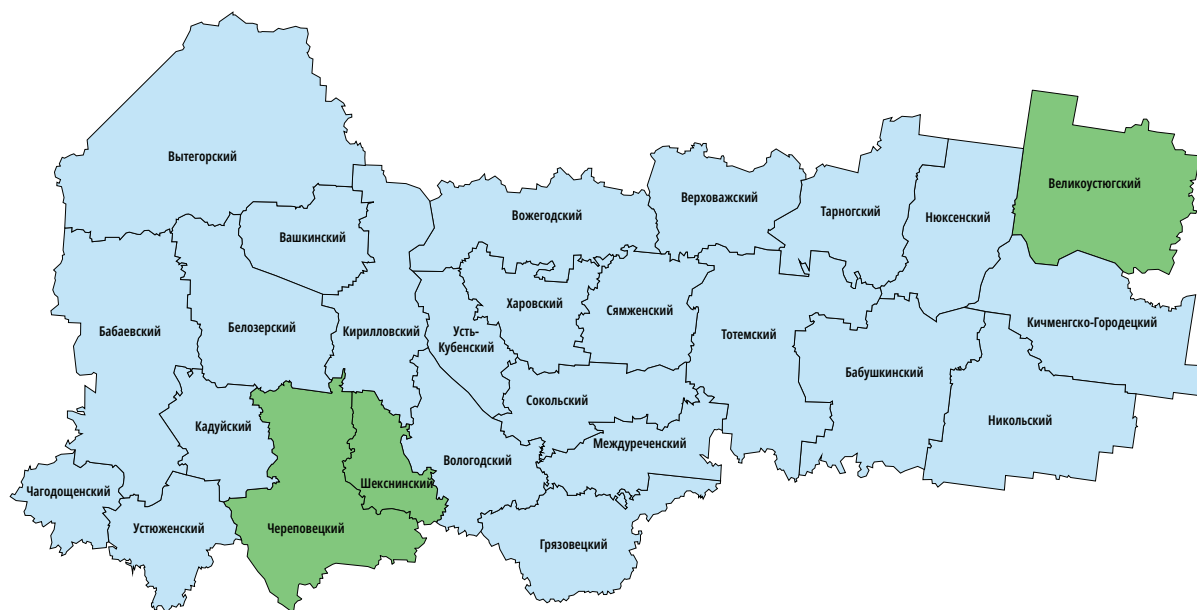 Вытегорский
Великоустюгский
Верховажский
Тарногский
Вожегодский
Нюксенский
Вашкинский
Бабаевский
Белозерский
Кирилловский
Усть-
Кубенский
Харовский
Сямженский
Тотемский
Кичменгско-Городецкий
Бабушкинский
Сокольский
Никольский
Кадуйский
Междуреченский
Вологодский
Шекснинский
Чагодощенский
Устюженский
Череповецкий
Грязовецкий